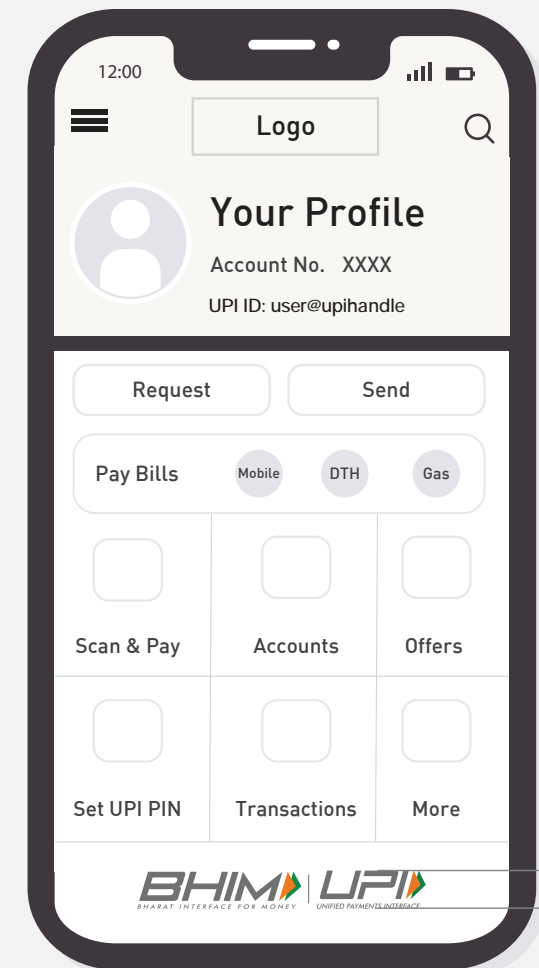 12:00
Logo
Your Profile
Account No. XXXX
UPI ID: user@upihandle
Request Send
Pay Bills Mobile DTH Gas
Scan & Pay Accounts Offers
Set UPI PIN Transactions More
BHIM UPI
BHARAT INTERFACE FOR MONEY UNIFIED PAYMENTS INTERFACE